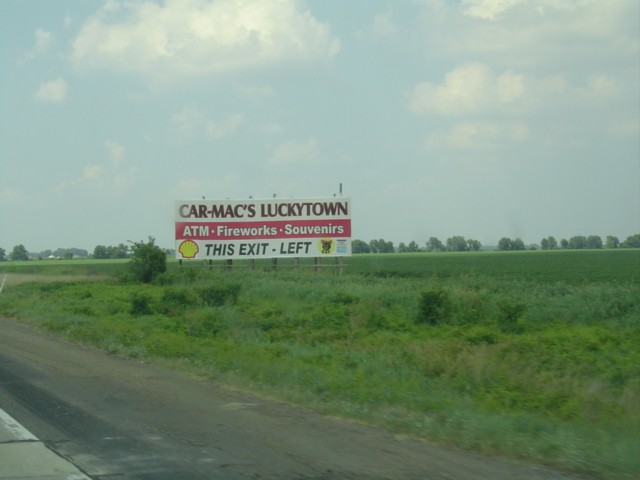 CAR-MAC'S LUCKYTOWN
ATM · Fireworks · Souvenirs
THIS EXIT - LEFT